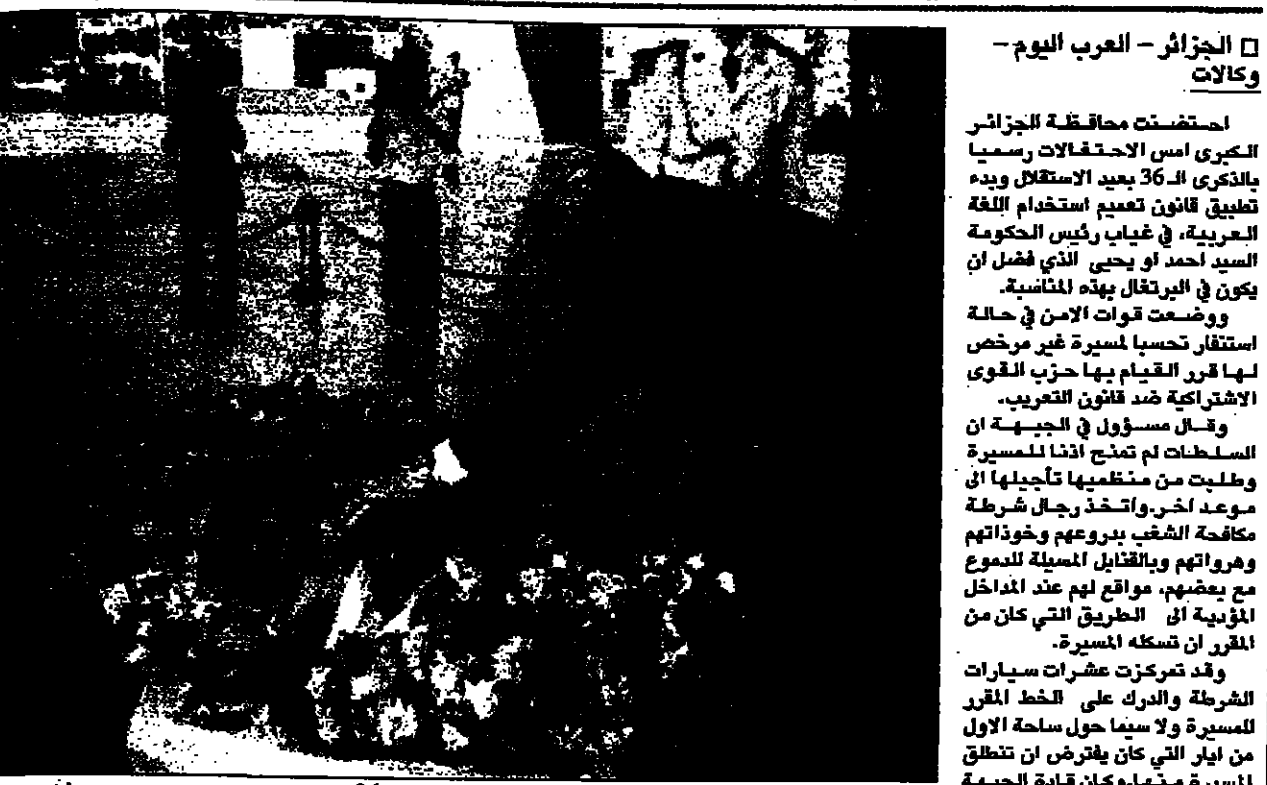 □ الجزائر – العرب اليوم –
وكالات
احتضنت محافظة الجزائر
الكبرى امس الاحتفالات رسميا
بالذكرى الـ36 بعيد الاستقلال وبدء
تطبيق قانون تعميم استخدام اللغة
العربية، في غياب رئيس الحكومة
السيد احمد او يحيى الذي فضل ان
يكون في البرتغال بهذه المناسبة.
ووضعت قوات الامن في حالة
استنفار تحسبا لمسيرة غير مرخص
لها قرر القيام بها حزب القوى
الاشتراكية ضد قانون التعريب.
وقال مسؤول في الجبهة ان
السلطات لم تمنح اذنا للمسيرة
وطلبت من منظميها تأجيلها الى
موعد اخر.واتخذ رجال شرطة
مكافحة الشغب بدروعهم وخوذاتهم
وهرواتهم وبالقنابل المسيلة للدموع
مع بعضهم، مواقع لهم عند المداخل
المؤدية الى الطريق التي كان من
المقرر ان تسكله المسيرة.
وقد تمركزت عشرات سيارات
الشرطة والدرك على الخط المقرر
للمسيرة ولا سيما حول ساحة الاول
من ايار التي كان يفترض ان تنطلق
المسيرة منها.وكان قادة الجبهة